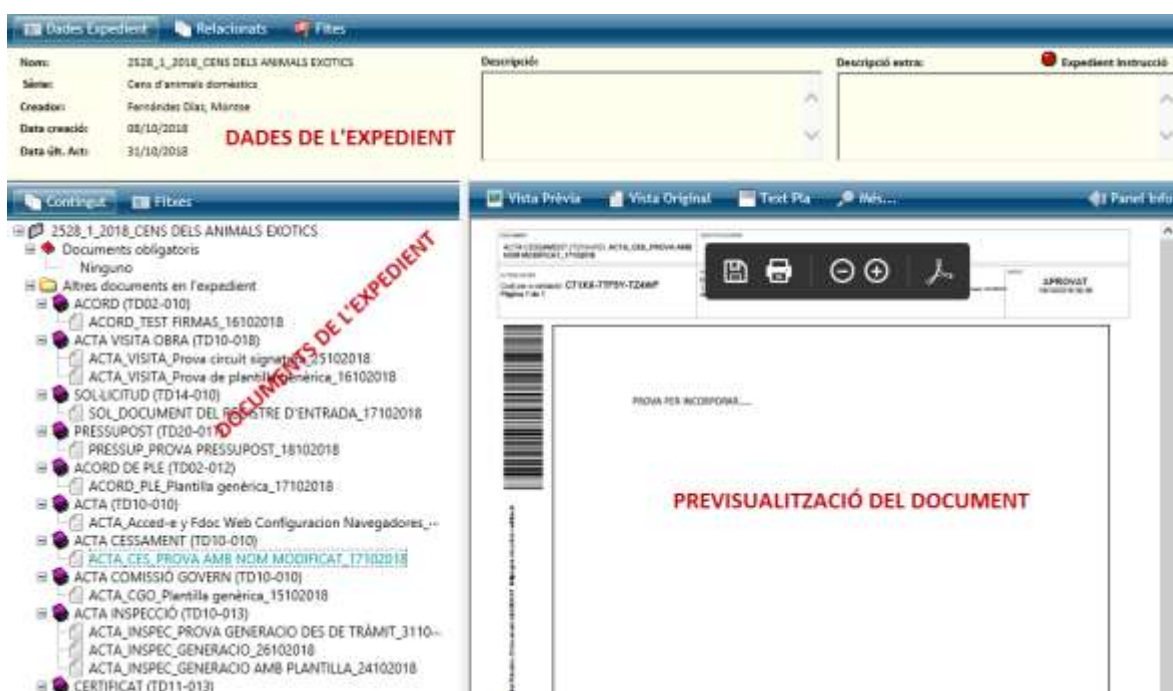 Dades Expedient Relacionats Fites
Nom: 2528_1_2018_CENS DELS ANIMALS EXOTICS
Sèrie: Cens d'animals domèstics
Creador: Fernández Díaz, Montse
Data creació: 08/10/2018
Data últ. Act: 31/10/2018
DADES DE L'EXPEDIENT
Descripció:
Descripció extra:
Expedient Instrucció
Contingut Fitxes
2528_1_2018_CENS DELS ANIMALS EXOTICS
Documents obligatoris
Ninguno
Altres documents en l'expedient
ACORD (TD02-010)
ACORD_TEST FIRMAS_16102018
ACTA VISITA OBRA (TD10-018)
ACTA_VISITA_Prova circuit signatura_25102018
ACTA_VISITA_Prova de plantilla genèrica_16102018
SOL·LICITUD (TD14-010)
SOL_DOCUMENT DEL REGISTRE D'ENTRADA_17102018
PRESSUPOST (TD20-017)
PRESSUP_PROVA PRESSUPOST_18102018
ACORD DE PLE (TD02-012)
ACORD_PLE_Plantilla genèrica_17102018
ACTA (TD10-010)
ACTA_Acced-e y Fdoc Web Configuracion Navegadores_...
ACTA CESSAMENT (TD10-010)
ACTA_CES_PROVA AMB NOM MODIFICAT_17102018
ACTA COMISSIÓ GOVERN (TD10-010)
ACTA_CGO_Plantilla genèrica_15102018
ACTA INSPECCIÓ (TD10-013)
ACTA_INSPEC_PROVA GENERACIO DES DE TRÀMIT_3110...
ACTA_INSPEC_GENERACIO_26102018
ACTA_INSPEC_GENERACIO AMB PLANTILLA_24102018
CERTIFICAT (TD11-013)
DOCUMENTS DE L'EXPEDIENT
Vista Prèvia Vista Original Text Pla Més... Panel Info
APROVAT
Pàgina 1 de 1
PROVA PER INCORPORAR....
PREVISUALITZACIÓ DEL DOCUMENT